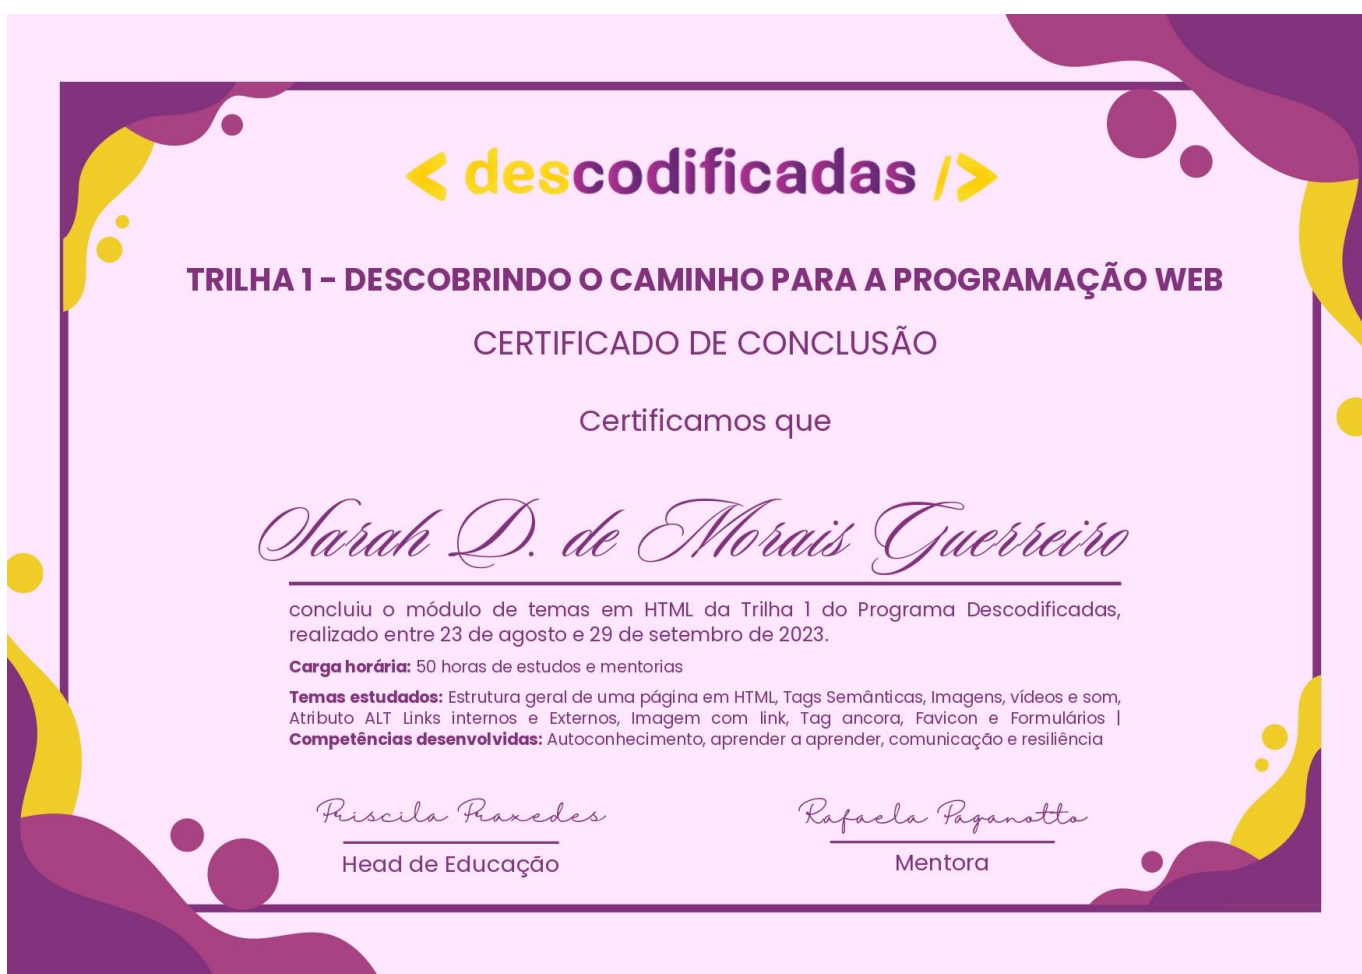 < descodificadas />
TRILHA 1 - DESCOBRINDO O CAMINHO PARA A PROGRAMAÇÃO WEB
CERTIFICADO DE CONCLUSÃO
Certificamos que
Sarah D. de Morais Guerreiro
concluiu o módulo de temas em HTML da Trilha 1 do Programa Descodificadas,
realizado entre 23 de agosto e 29 de setembro de 2023.
Carga horária: 50 horas de estudos e mentorias
Temas estudados: Estrutura geral de uma página em HTML, Tags Semânticas, Imagens, vídeos e som,
Atributo ALT Links internos e Externos, Imagem com link, Tag ancora, Favicon e Formulários |
Competências desenvolvidas: Autoconhecimento, aprender a aprender, comunicação e resiliência
Priscila Praxedes
Head de Educação
Rafaela Paganotto
Mentora